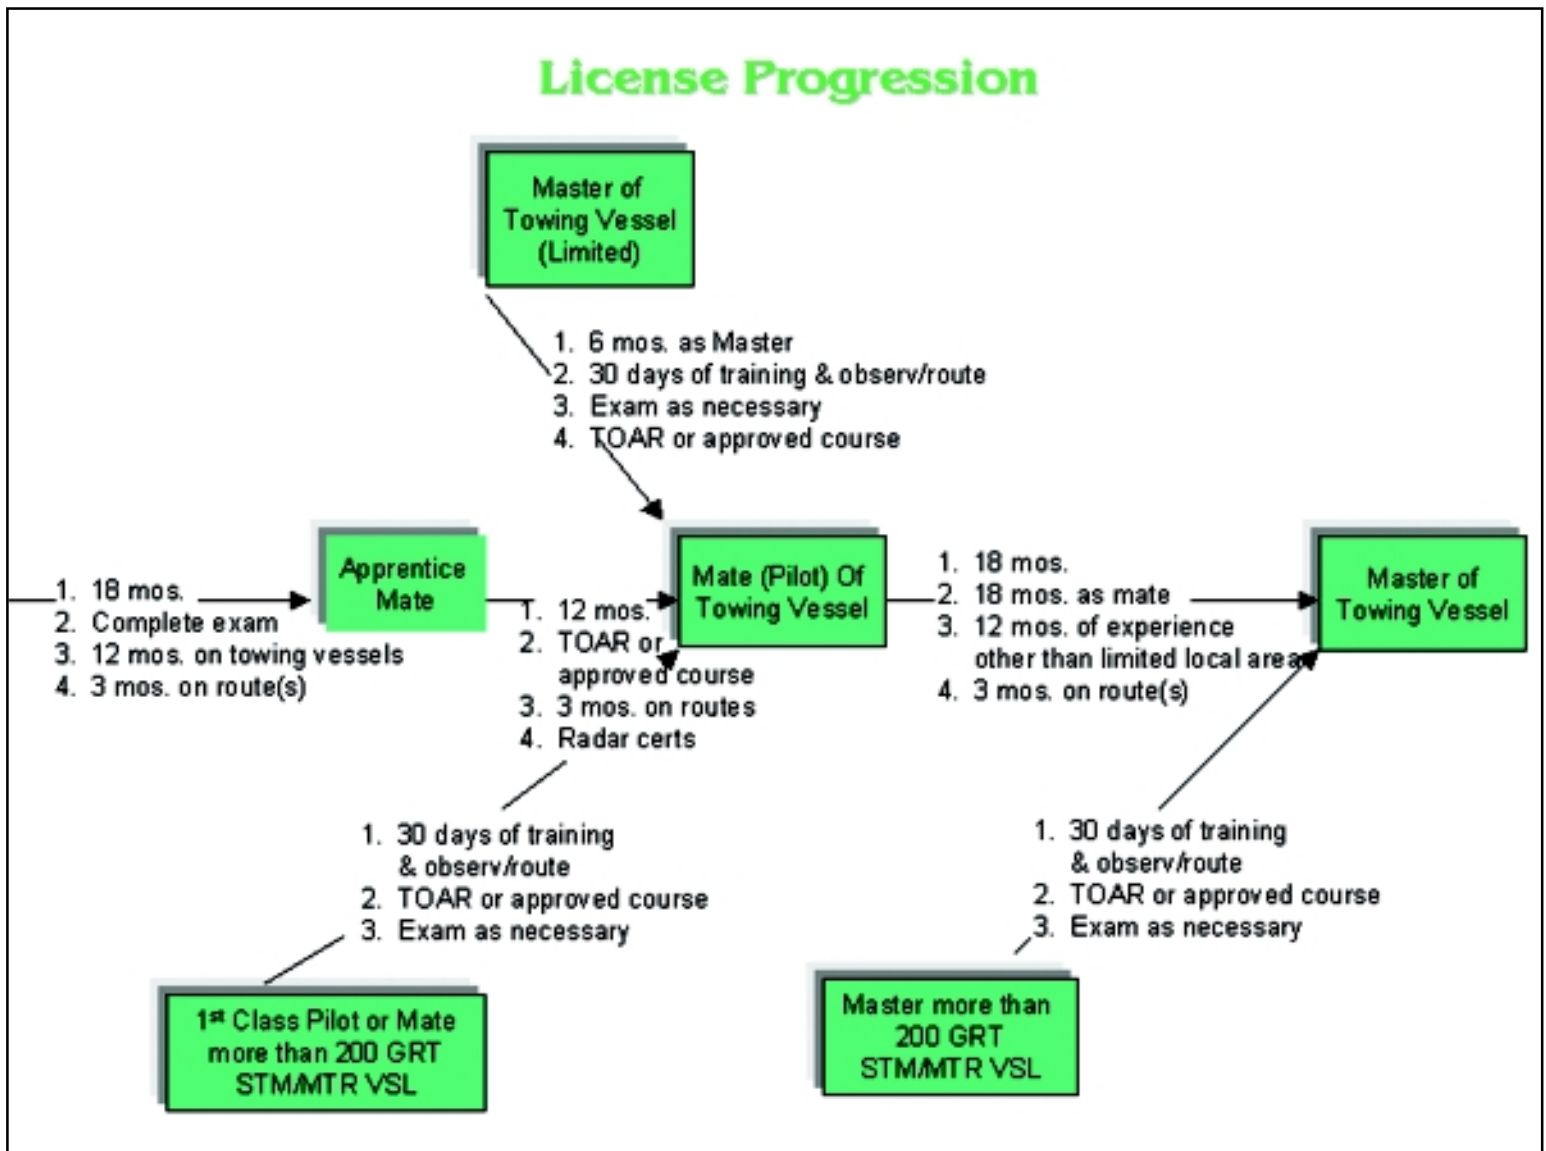 License Progression
Master of
Towing Vessel
(Limited)
1. 6 mos. as Master
2. 30 days of training & observ/route
3. Exam as necessary
4. TOAR or approved course
1. 18 mos.
2. Complete exam
3. 12 mos. on towing vessels
4. 3 mos. on route(s)
Apprentice
Mate
1. 12 mos.
2. TOAR or
approved course
3. 3 mos. on routes
4. Radar certs
Mate (Pilot) Of
Towing Vessel
1. 18 mos.
2. 18 mos. as mate
3. 12 mos. of experience
other than limited local area
4. 3 mos. on route(s)
Master of
Towing Vessel
1. 30 days of training
& observ/route
2. TOAR or approved course
3. Exam as necessary
1st Class Pilot or Mate
more than 200 GRT
STM/MTR VSL
1. 30 days of training
& observ/route
2. TOAR or approved course
3. Exam as necessary
Master more than
200 GRT
STM/MTR VSL